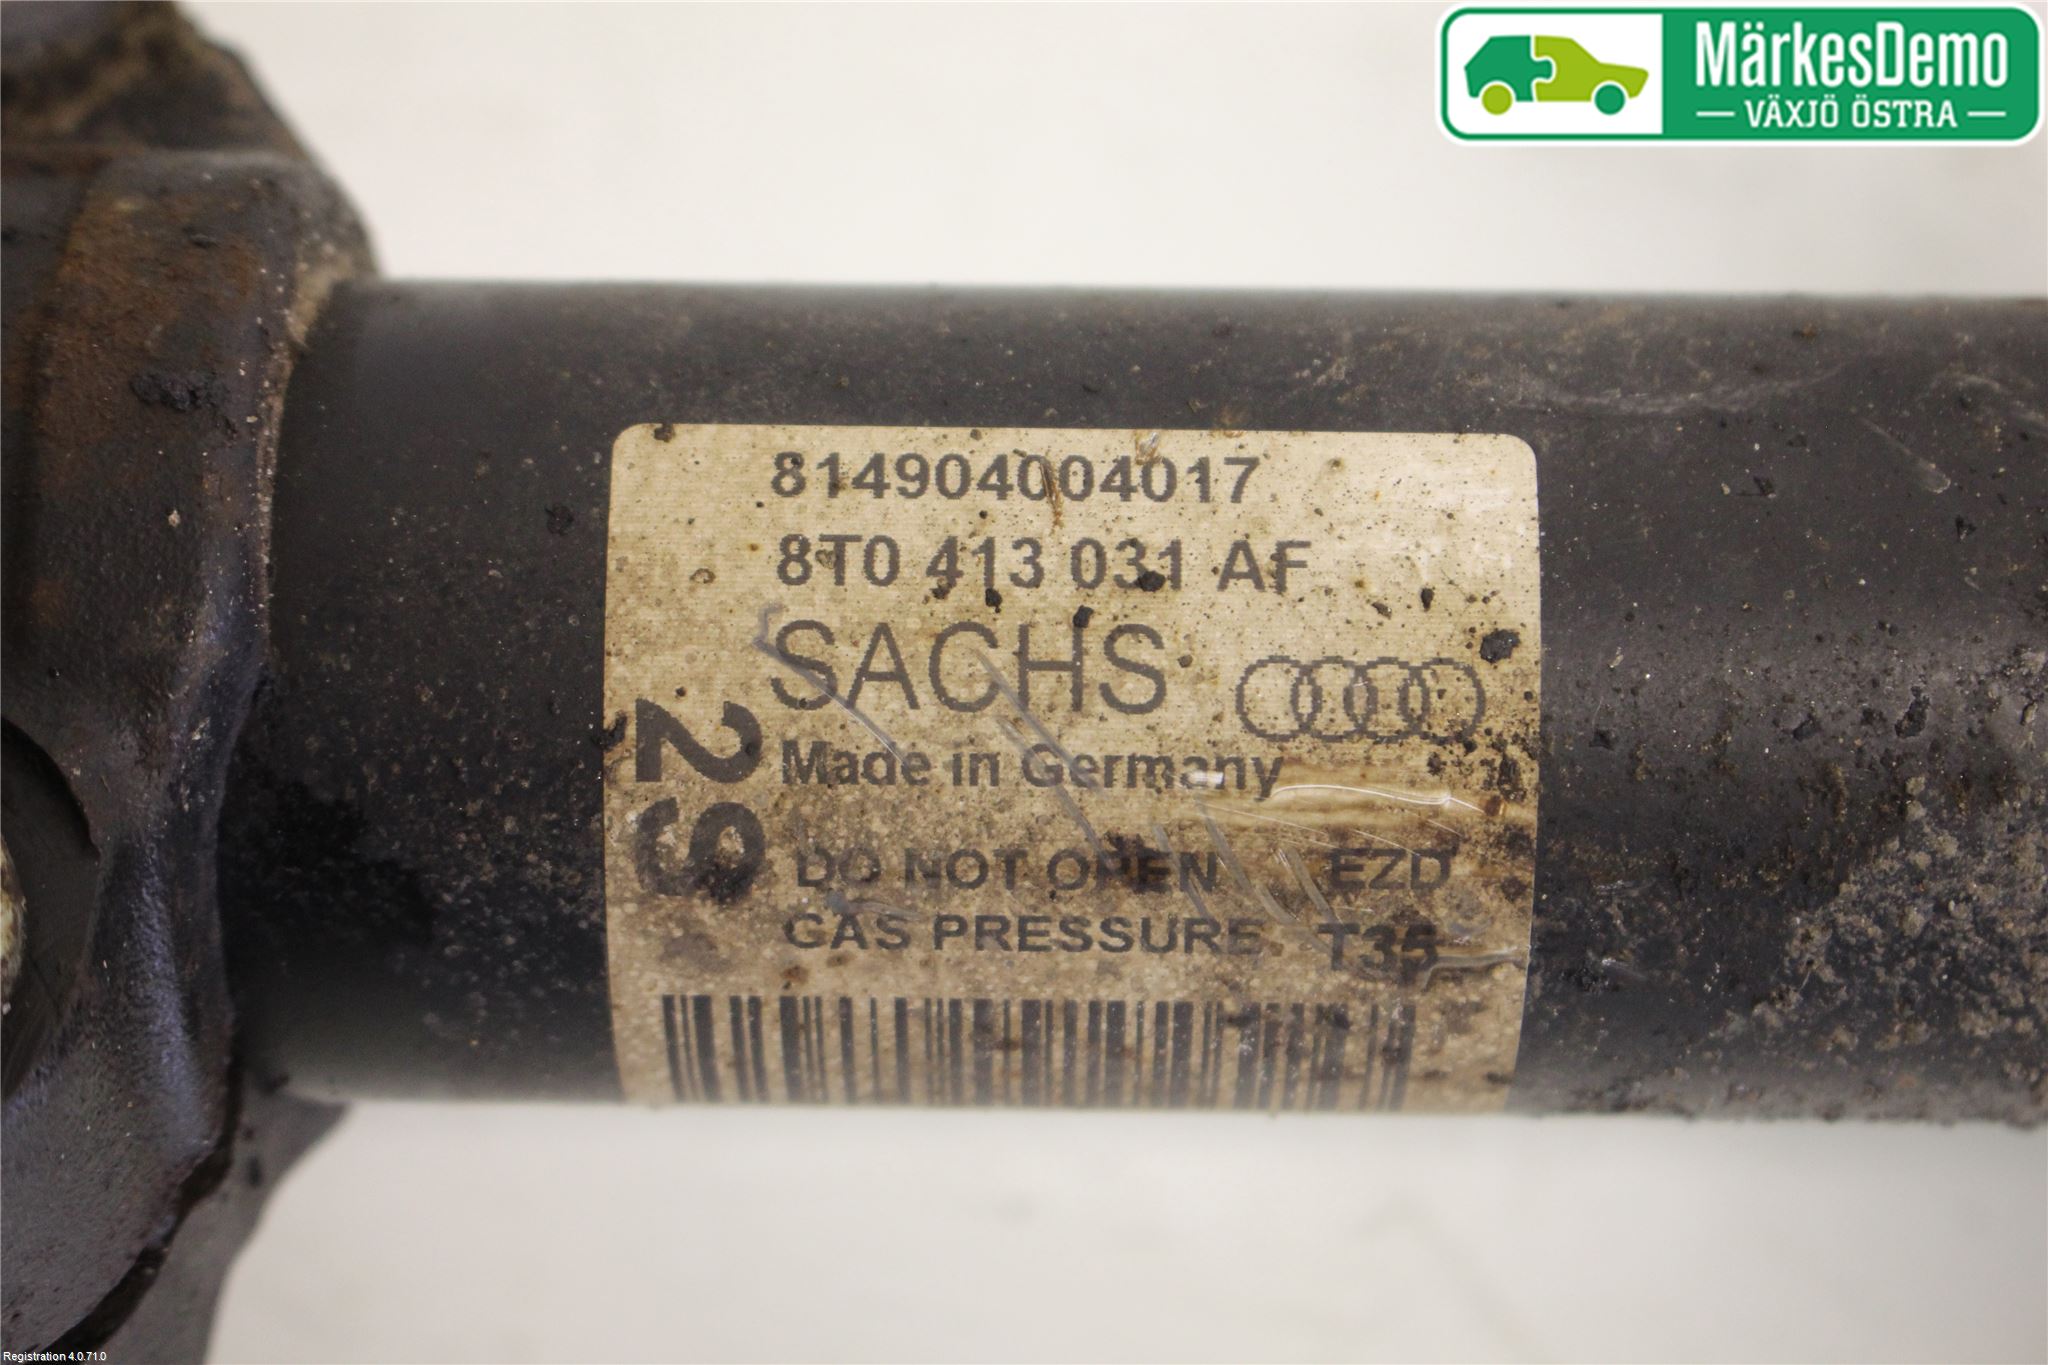 MärkesDemo
VÄXJÖ ÖSTRA
814904004017
8T0 413 031 AF
SACHS
29
Made in Germany
DO NOT OPEN EZD
GAS PRESSURE T35
Registration 4.0.71.0